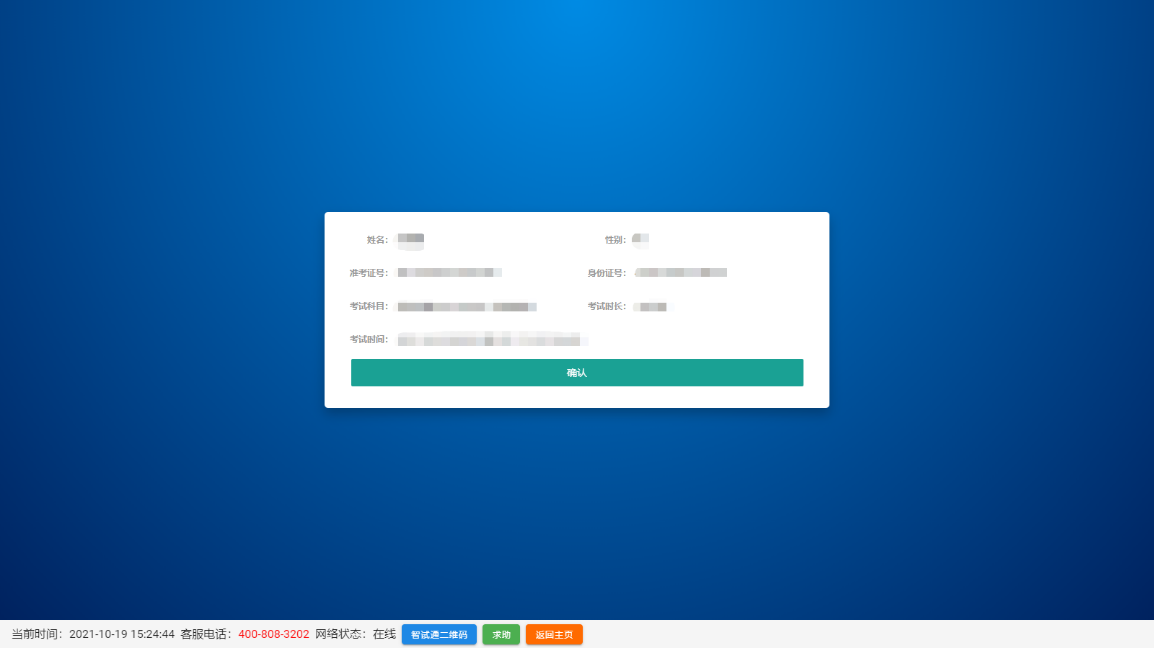 姓名： 性别：
准考证号： 身份证号：
考试科目： 考试时长：
考试时间：
确认
当前时间：2021-10-19 15:24:44 客服电话：400-808-3202 网络状态：在线 智试通二维码 求助 返回主页